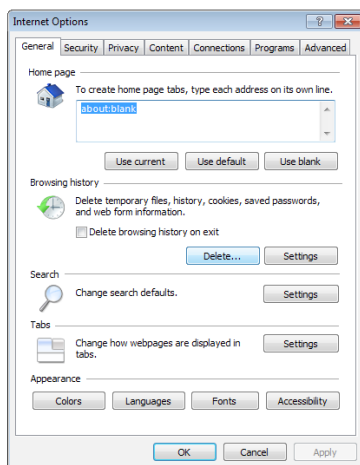 Internet Options
General Security Privacy Content Connections Programs Advanced
Home page
To create home page tabs, type each address on its own line.
about:blank
Use current Use default Use blank
Browsing history
Delete temporary files, history, cookies, saved passwords,
and web form information.
Delete browsing history on exit
Delete... Settings
Search
Change search defaults. Settings
Tabs
Change how webpages are displayed in
tabs. Settings
Appearance
Colors Languages Fonts Accessibility
OK Cancel Apply